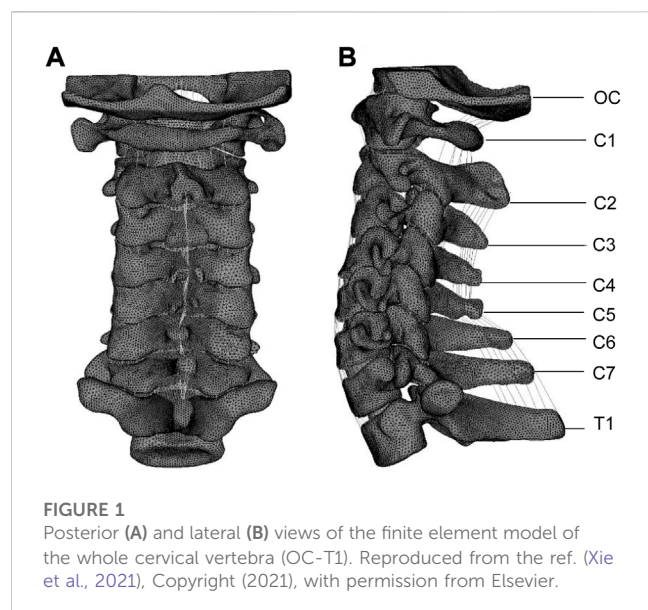 A
B
OC
C1
C2
C3
C4
C5
C6
C7
T1
FIGURE 1
Posterior (A) and lateral (B) views of the finite element model of
the whole cervical vertebra (OC-T1). Reproduced from the ref. (Xie
et al., 2021), Copyright (2021), with permission from Elsevier.